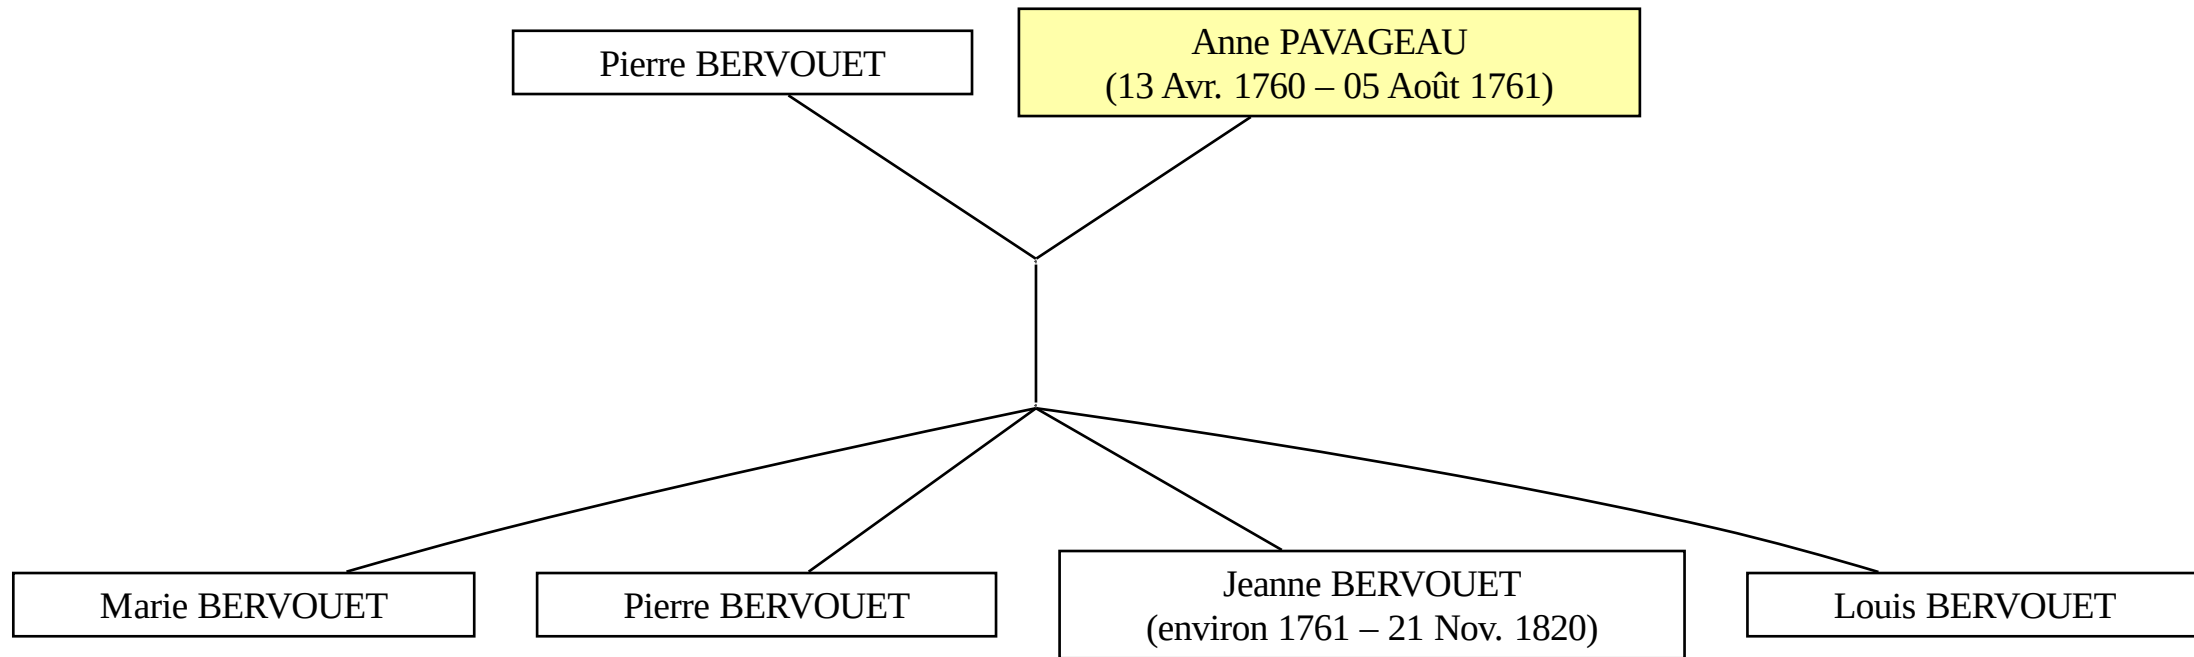 Pierre BERVOUET
Anne PAVAGEAU
(13 Avr. 1760 – 05 Août 1761)
Marie BERVOUET
Pierre BERVOUET
Jeanne BERVOUET
(environ 1761 – 21 Nov. 1820)
Louis BERVOUET